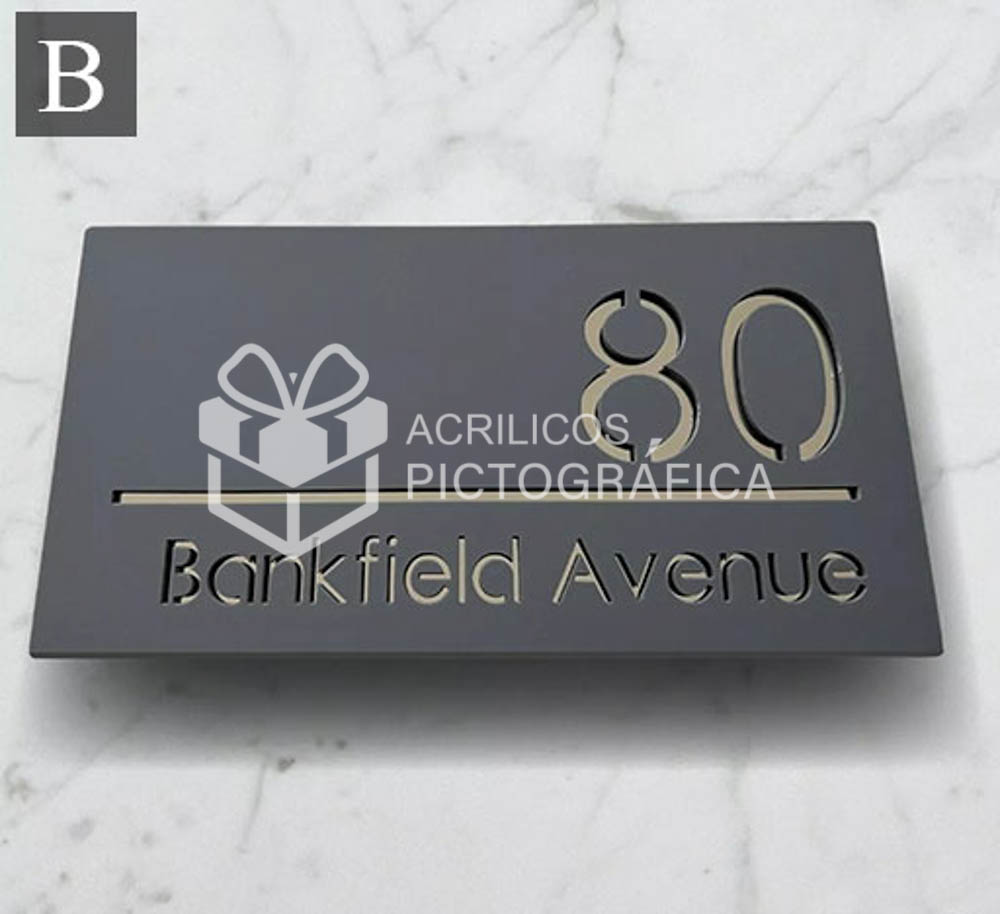 B
80
ACRILICOS
PICTOGRÁFICA
Bankfield Avenue